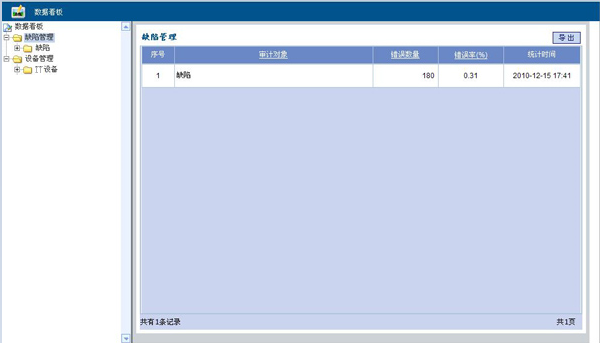 数据看板
数据看板
缺陷管理
缺陷
设备管理
IT设备
缺陷管理
导出
序号 审计对象 错误数量 错误率(%) 统计时间
1 缺陷 180 0.31 2010-12-15 17:41
共有1条记录 共1页